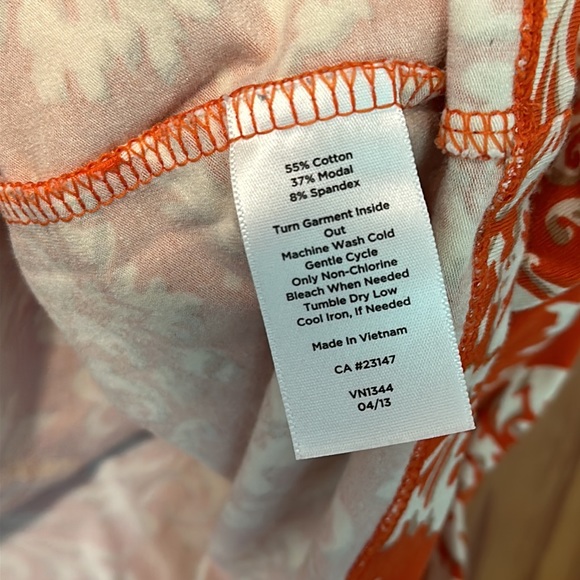 55% Cotton
37% Modal
8% Spandex
Turn Garment Inside
Out
Machine Wash Cold
Gentle Cycle
Only Non-Chlorine
Bleach When Needed
Tumble Dry Low
Cool Iron, If Needed
Made In Vietnam
CA #23147
VN1344
04/13